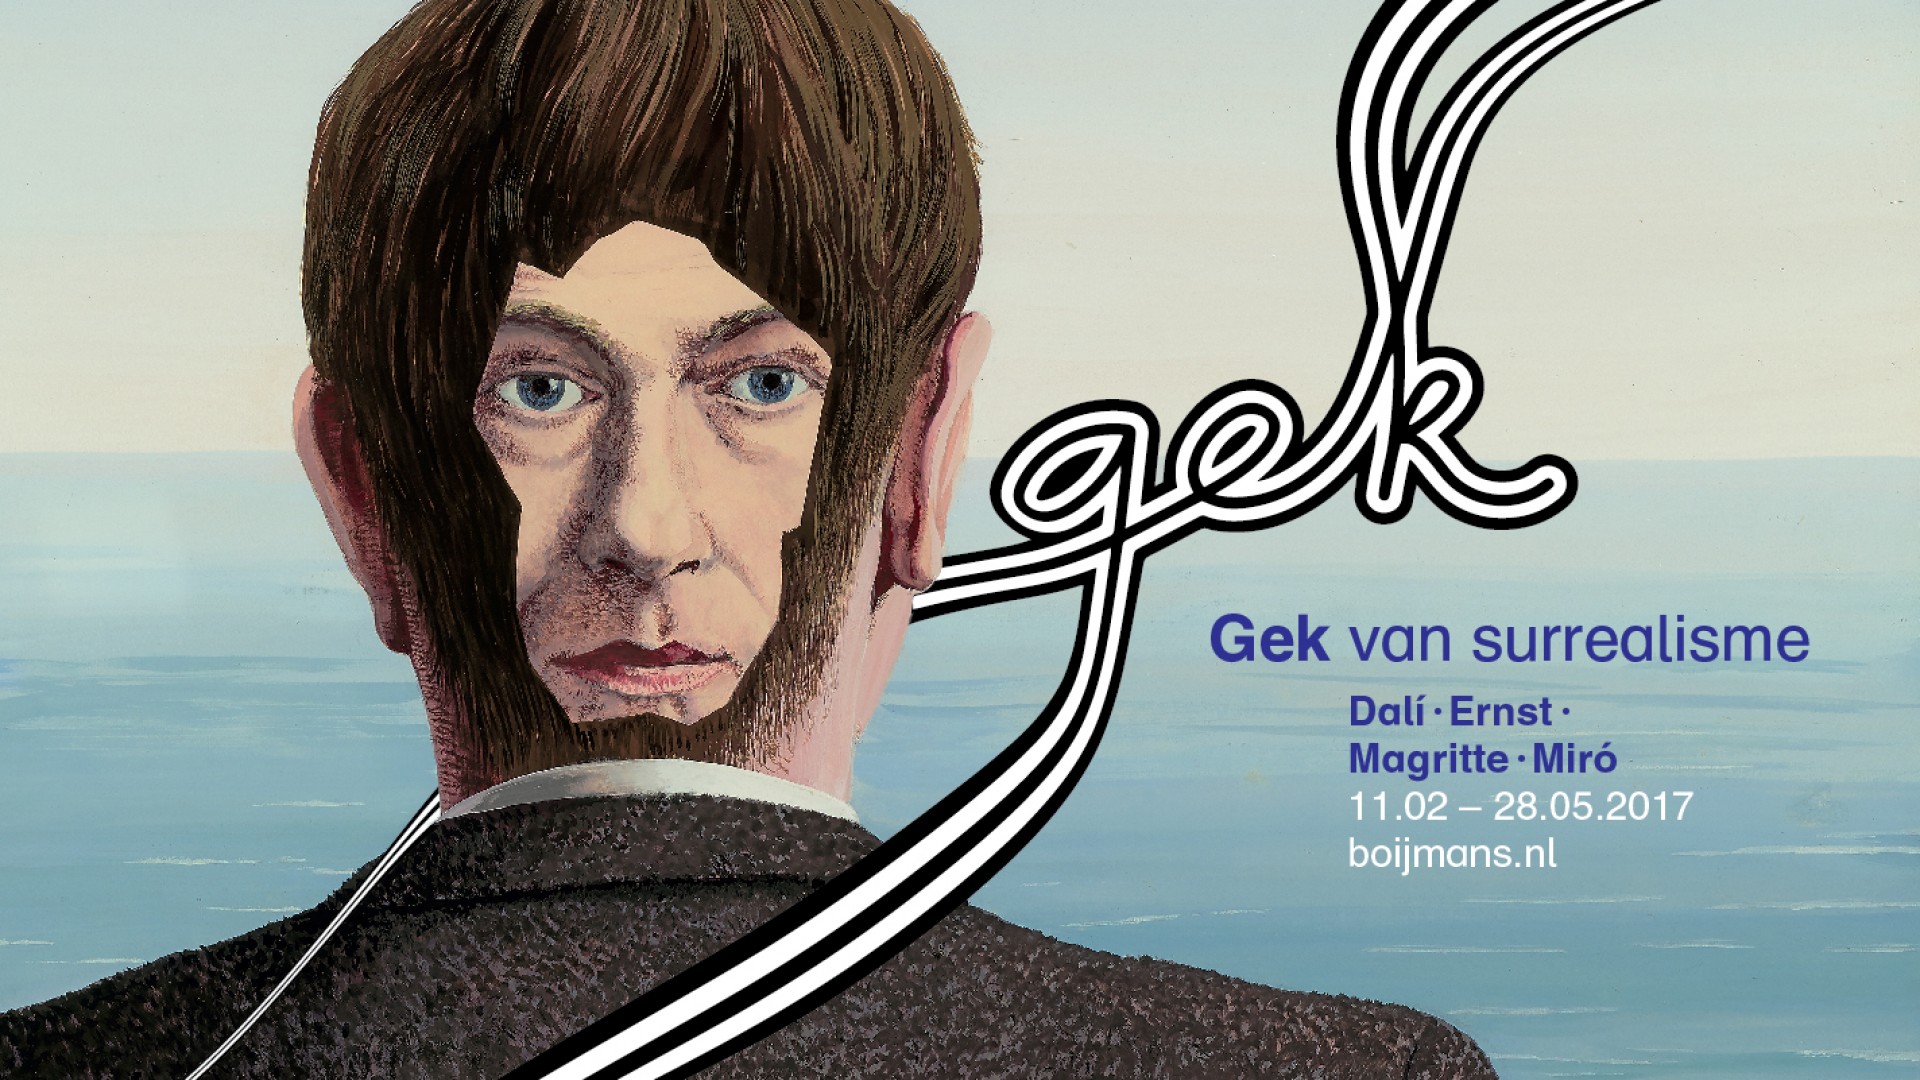 gek
Gek van surrealisme
Dalí · Ernst ·
Magritte · Miró
11.02 – 28.05.2017
boijmans.nl